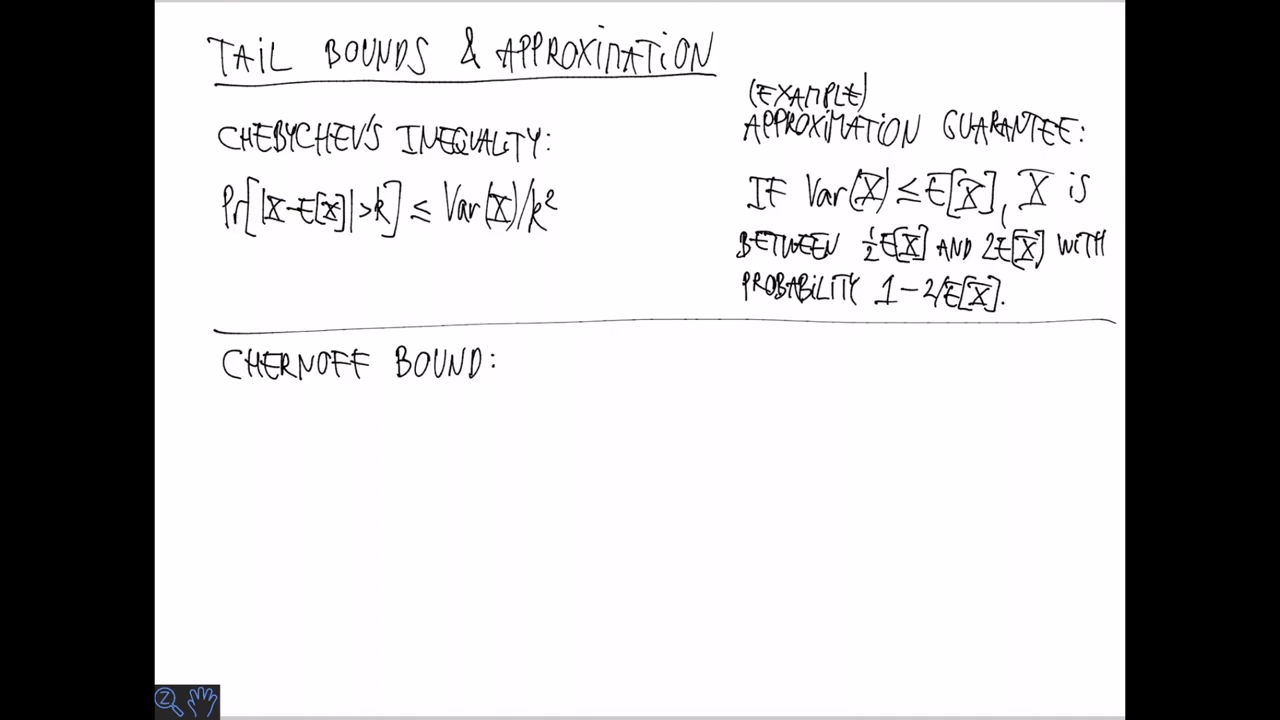 TAIL BOUNDS & APPROXIMATION
CHEBYCHEV'S INEQUALITY:
Pr[|X-E[X]|>k] ≤ Var(X)/k²
(EXAMPLE)
APPROXIMATION GUARANTEE:
IF Var(X) ≤ E[X], X is
BETWEEN ½E[X] AND 2E[X] WITH
PROBABILITY 1-2/E[X].
CHERNOFF BOUND:
Z